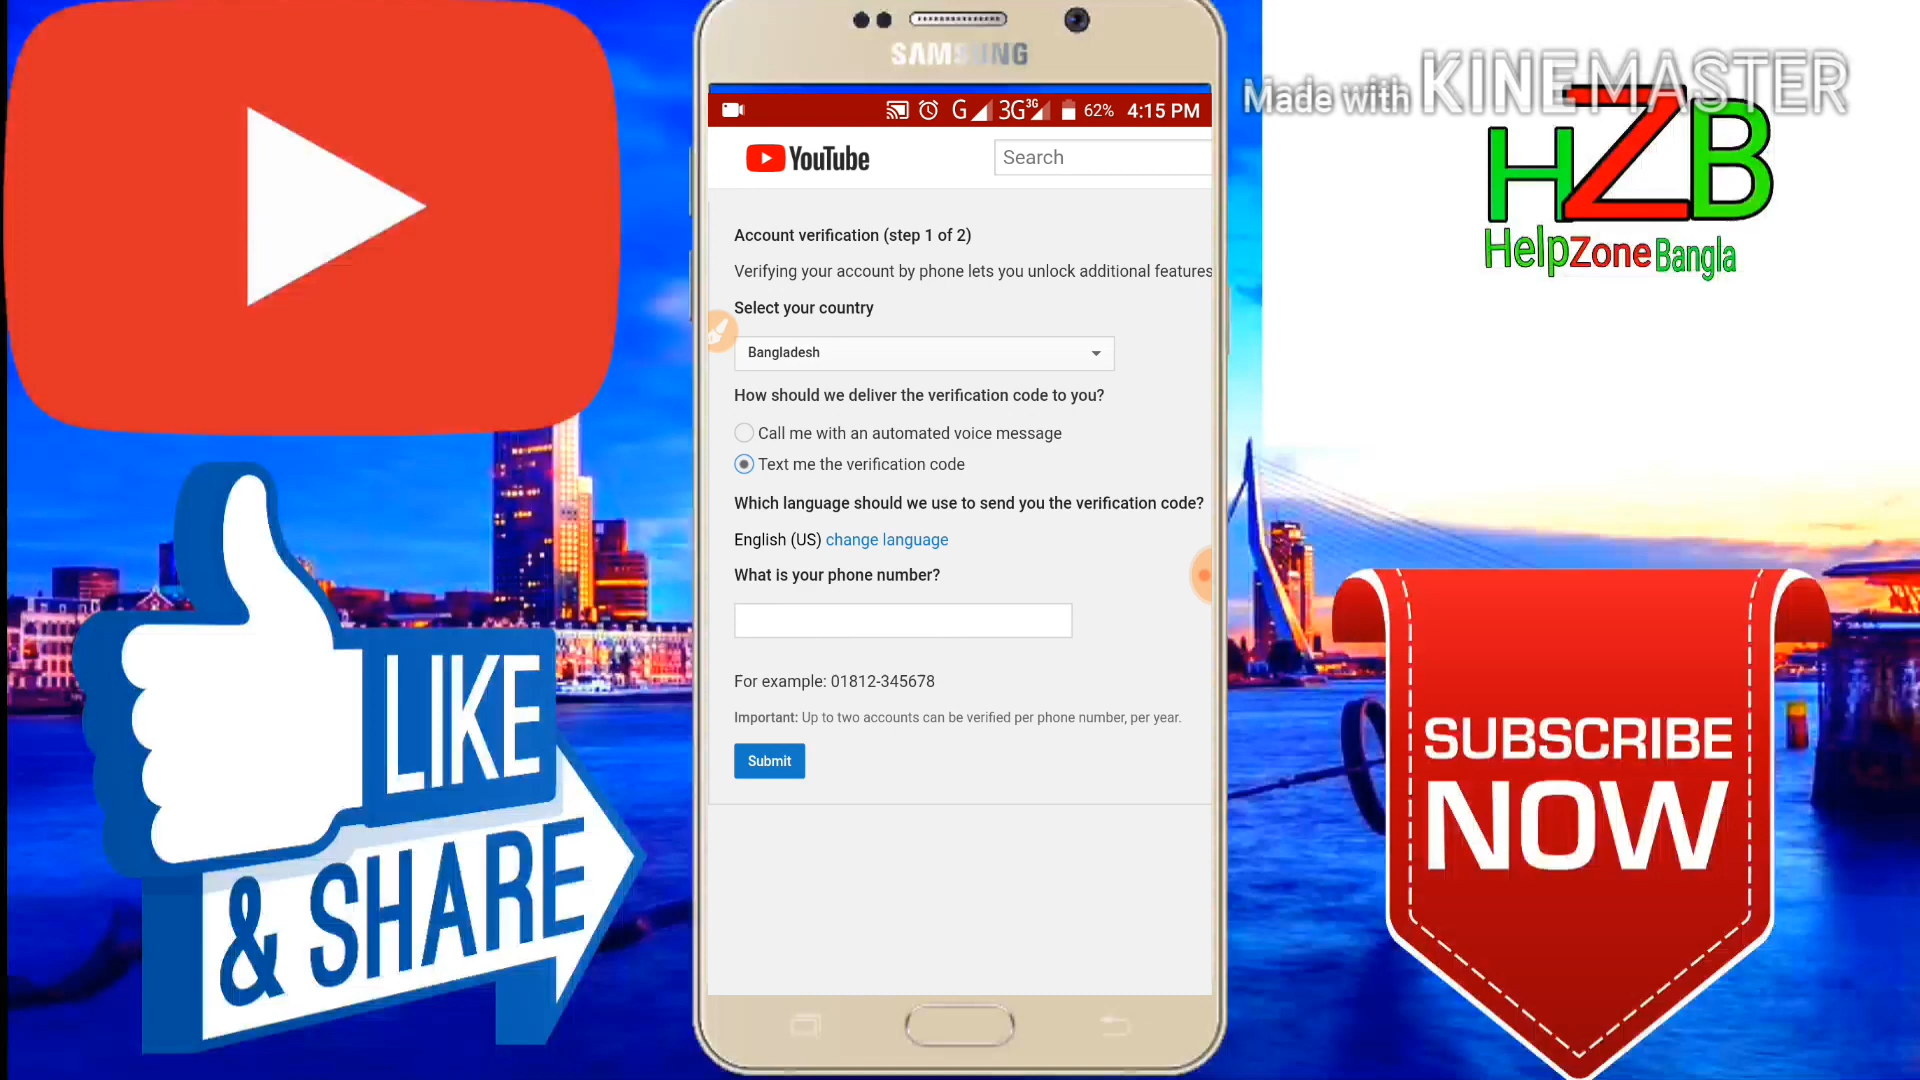 SAMSUNG
G 3G 3G 62% 4:15 PM
YouTube
Search
Account verification (step 1 of 2)
Verifying your account by phone lets you unlock additional features
Select your country
Bangladesh
How should we deliver the verification code to you?
Call me with an automated voice message
Text me the verification code
Which language should we use to send you the verification code?
English (US) change language
What is your phone number?
For example: 01812-345678
Important: Up to two accounts can be verified per phone number, per year.
Submit
LIKE
& SHARE
Made with KINEMASTER
HZB
HelpZone Bangla
SUBSCRIBE
NOW